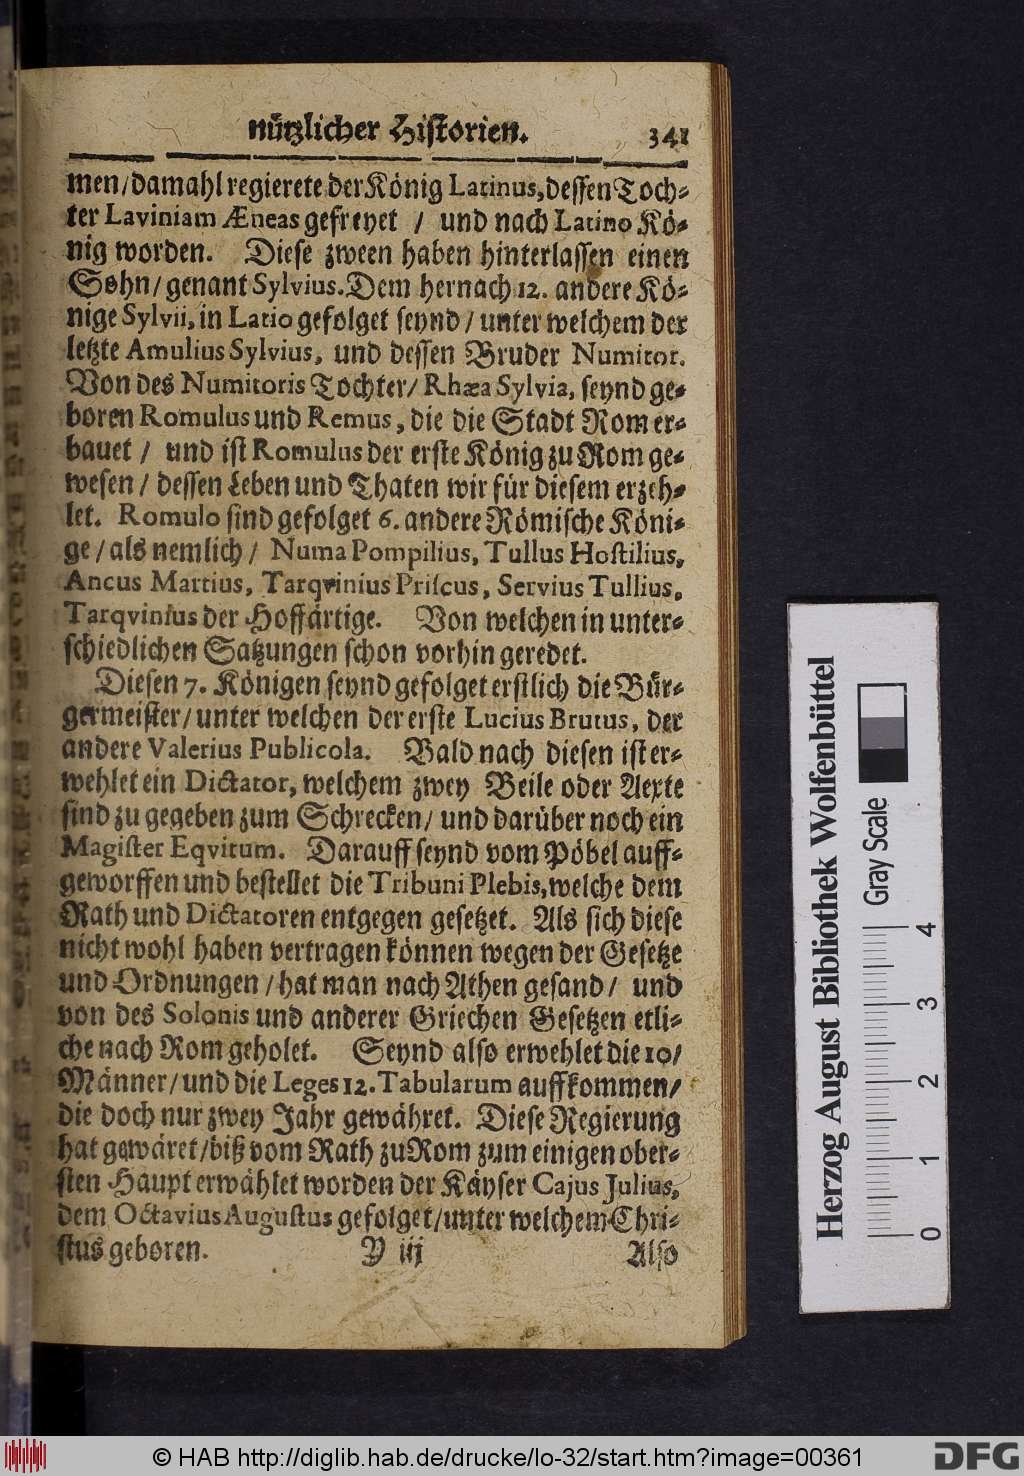 nützlicher Historien. 341
men/damahl regierete der König Latinus, dessen Toch-
ter Laviniam Æneas gefreyet / und nach Latino Kö-
nig worden. Diese zween haben hinterlassen einen
Sohn/ genant Sylvius. Dem hernach 12. andere Kö-
nige Sylvii, in Latio gefolget seynd / unter welchem der
letzte Amulius Sylvius, und dessen Bruder Numitor.
Von des Numitoris Tochter/ Rhæa Sylvia, seynd ge-
boren Romulus und Remus, die die Stadt Rom er-
bauet / und ist Romulus der erste König zu Rom ge-
wesen / dessen Leben und Thaten wir für diesem erzeh-
let. Romulo sind gefolget 6. andere Römische Köni-
ge / als nemlich / Numa Pompilius, Tullus Hostilius,
Ancus Martius, Tarqvinius Priscus, Servius Tullius,
Tarqvinius der Hoffärtige. Von welchen in unter-
schiedlichen Satzungen schon vorhin geredet.
Diesen 7. Königen seynd gefolget erstlich die Bür-
germeister/ unter welchen der erste Lucius Brutus, der
andere Valerius Publicola. Bald nach diesen ist er-
wehlet ein Dictator, welchem zwey Beile oder Aexte
sind zu gegeben zum Schrecken/ und darüber noch ein
Magister Eqvitum. Darauff seynd vom Pöbel auff-
geworffen und bestellet die Tribuni Plebis, welche dem
Rath und Dictatoren entgegen gesetzet. Als sich diese
nicht wohl haben vertragen können wegen der Gesetze
und Ordnungen / hat man nach Athen gesand / und
von des Solonis und anderer Griechen Gesetzen etli-
che nach Rom geholet. Seynd also erwehlet die 10/
Männer/ und die Leges 12. Tabularum auffkommen/
die doch nur zwey Jahr gewähret. Diese Regierung
hat gewäret/ biß vom Rath zu Rom zum einigen ober-
sten Haupt erwählet worden der Käyser Cajus Julius,
dem Octavius Augustus gefolget/ unter welchem Chri-
stus geboren. Y iij Also
Herzog August Bibliothek Wolfenbüttel
Gray Scale
0 1 2 3 4
© HAB http://diglib.hab.de/drucke/lo-32/start.htm?image=00361 DFG